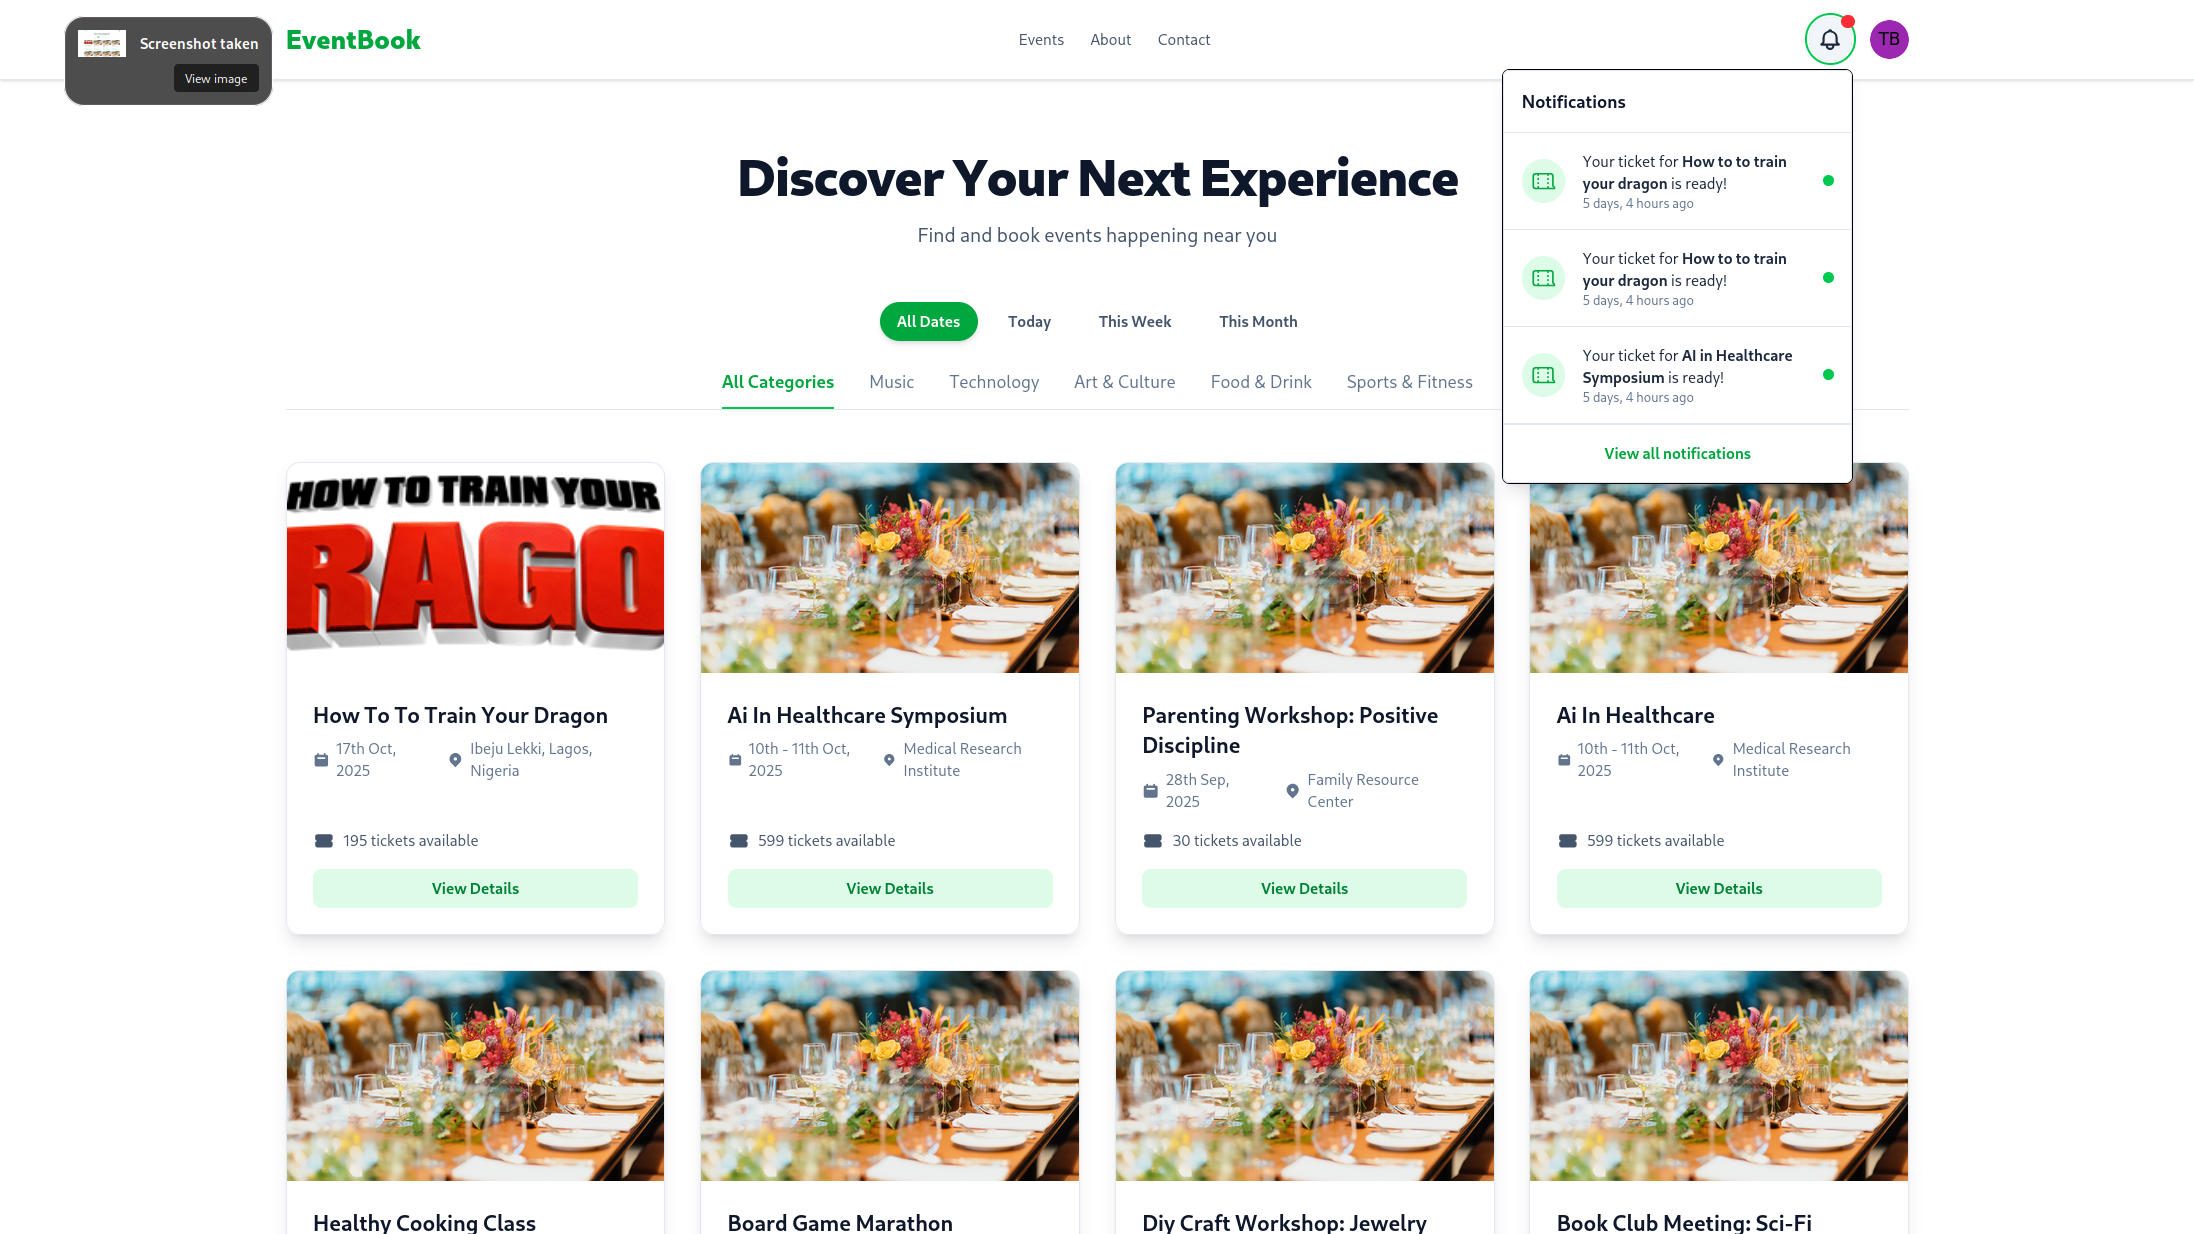 Screenshot taken
View image
EventBook
Events
About
Contact
TB
Notifications
Your ticket for How to to train
your dragon is ready!
5 days, 4 hours ago
Your ticket for How to to train
your dragon is ready!
5 days, 4 hours ago
Your ticket for AI in Healthcare
Symposium is ready!
5 days, 4 hours ago
View all notifications
Discover Your Next Experience
Find and book events happening near you
All Dates
Today
This Week
This Month
All Categories
Music
Technology
Art & Culture
Food & Drink
Sports & Fitness
HOW TO TRAIN YOUR
RAGO
How To To Train Your Dragon
17th Oct,
2025
Ibeju Lekki, Lagos,
Nigeria
195 tickets available
View Details
Ai In Healthcare Symposium
10th - 11th Oct,
2025
Medical Research
Institute
599 tickets available
View Details
Parenting Workshop: Positive
Discipline
28th Sep,
2025
Family Resource
Center
30 tickets available
View Details
Ai In Healthcare
10th - 11th Oct,
2025
Medical Research
Institute
599 tickets available
View Details
Healthy Cooking Class
Board Game Marathon
Diy Craft Workshop: Jewelry
Book Club Meeting: Sci-Fi